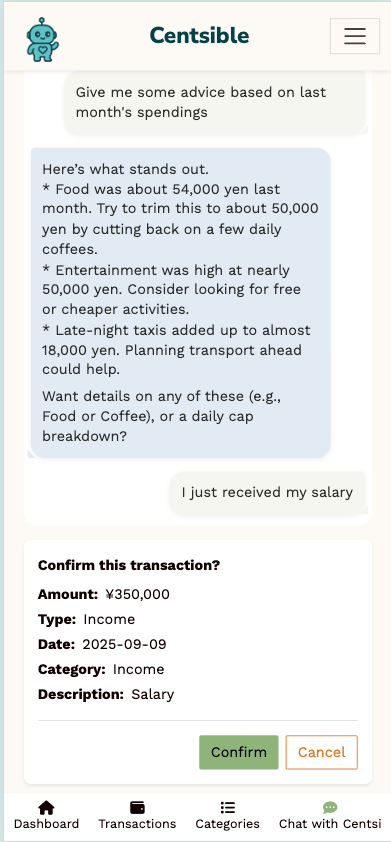 Centsible
Give me some advice based on last
month's spendings
Here’s what stands out.
* Food was about 54,000 yen last
month. Try to trim this to about 50,000
yen by cutting back on a few daily
coffees.
* Entertainment was high at nearly
50,000 yen. Consider looking for free
or cheaper activities.
* Late-night taxis added up to almost
18,000 yen. Planning transport ahead
could help.
Want details on any of these (e.g.,
Food or Coffee), or a daily cap
breakdown?
I just received my salary
Confirm this transaction?
Amount: ¥350,000
Type: Income
Date: 2025-09-09
Category: Income
Description: Salary
Confirm Cancel
Dashboard Transactions Categories Chat with Centsi